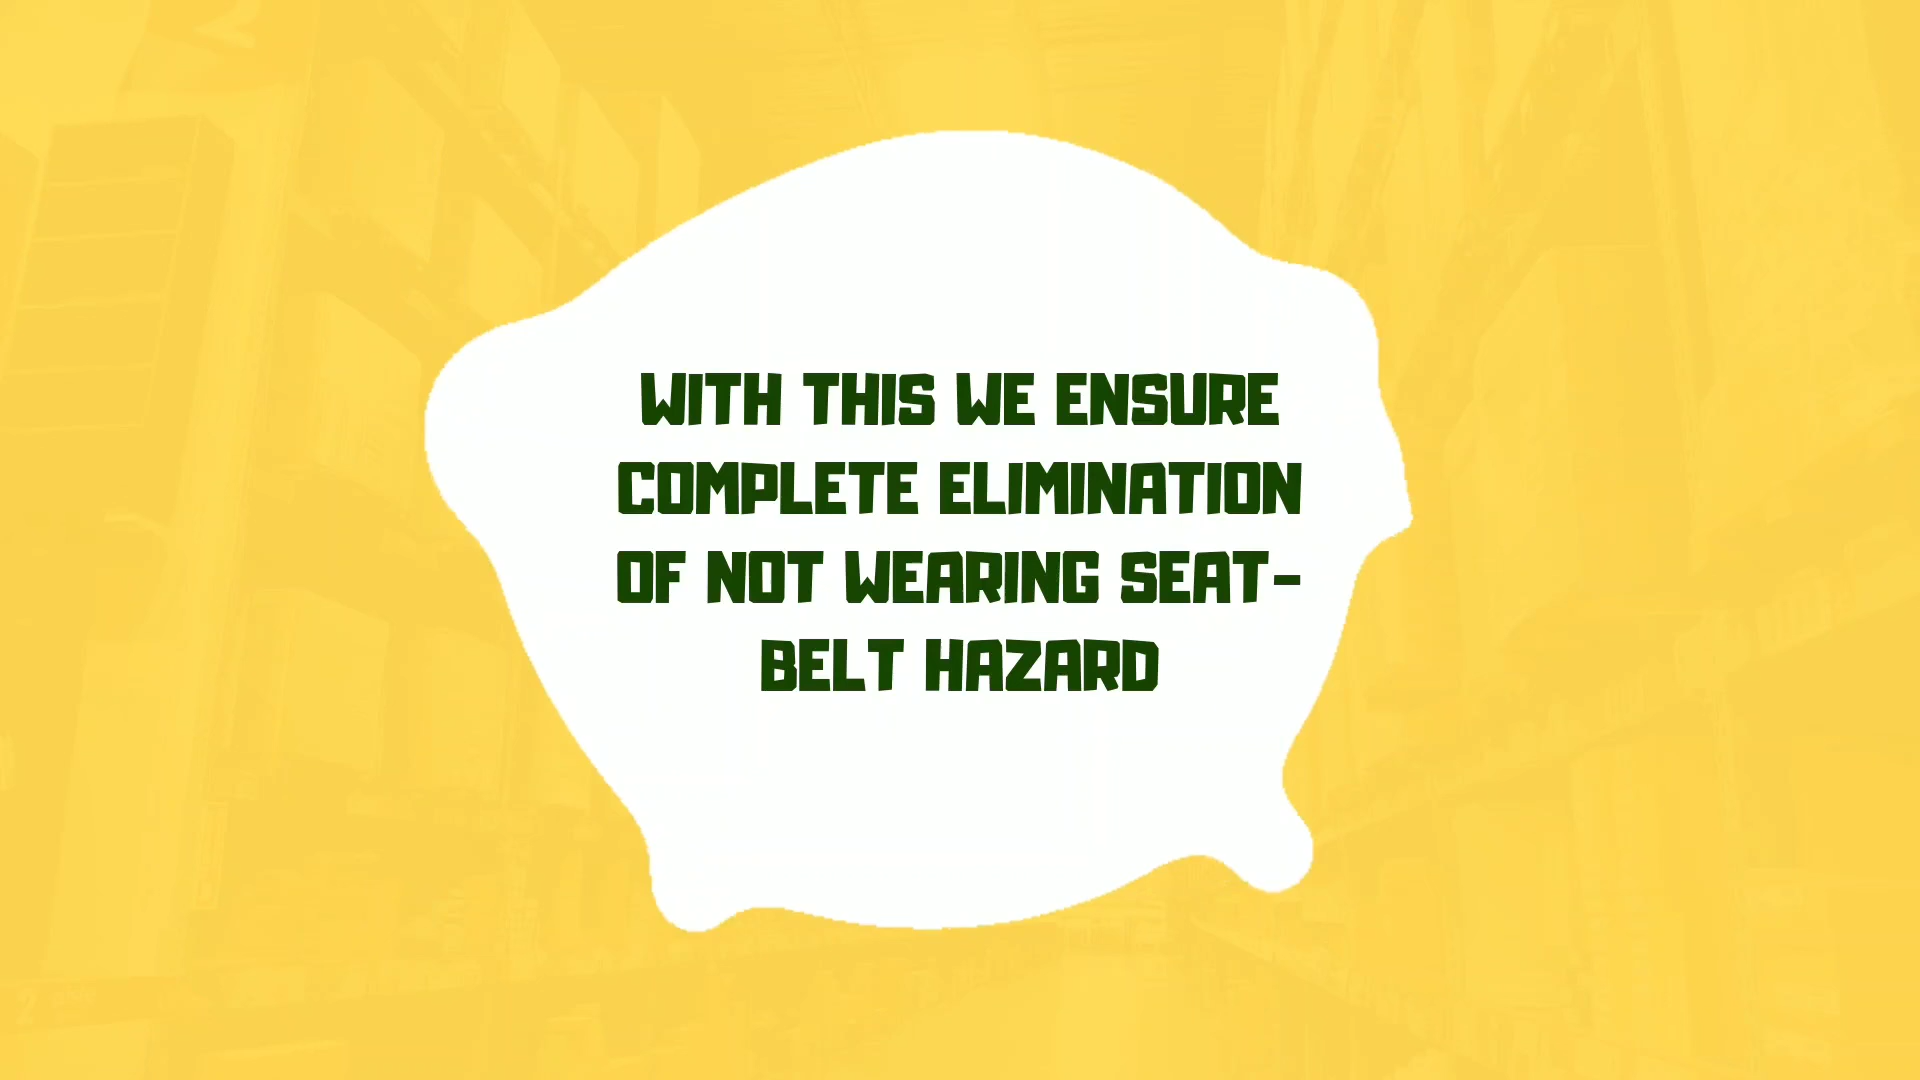 WITH THIS WE ENSURE
COMPLETE ELIMINATION
OF NOT WEARING SEAT-
BELT HAZARD